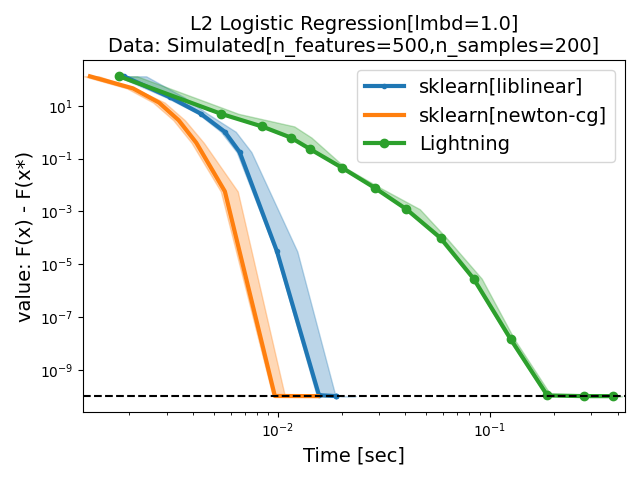 L2 Logistic Regression[lmbd=1.0]
Data: Simulated[n_features=500,n_samples=200]
sklearn[liblinear]
sklearn[newton-cg]
Lightning
value: F(x) - F(x*)
10¹
10⁻¹
10⁻³
10⁻⁵
10⁻⁷
10⁻⁹
10⁻²
10⁻¹
Time [sec]